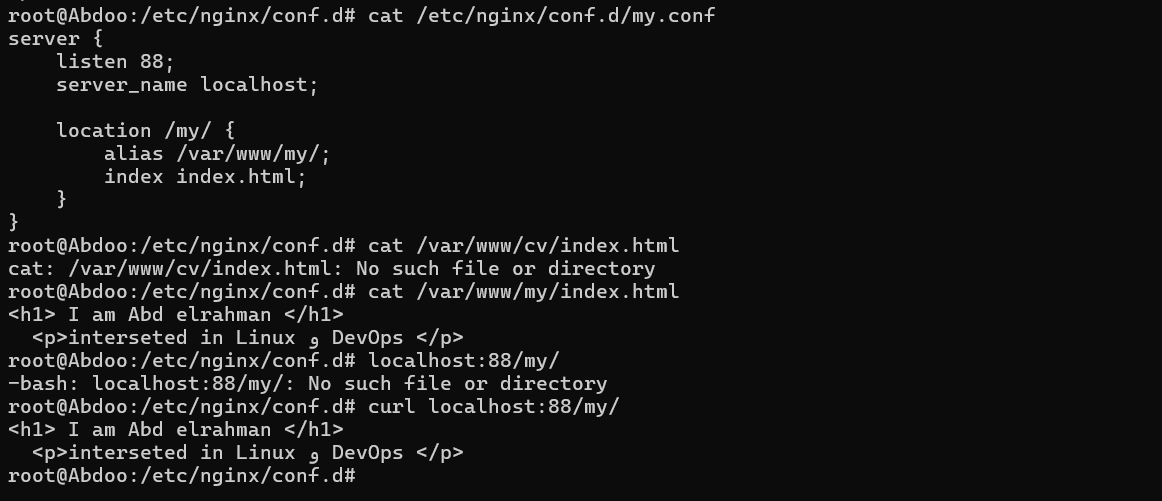 root@Abdoo:/etc/nginx/conf.d# cat /etc/nginx/conf.d/my.conf
server {
    listen 88;
    server_name localhost;

    location /my/ {
        alias /var/www/my/;
        index index.html;
    }
}
root@Abdoo:/etc/nginx/conf.d# cat /var/www/cv/index.html
cat: /var/www/cv/index.html: No such file or directory
root@Abdoo:/etc/nginx/conf.d# cat /var/www/my/index.html
<h1> I am Abd elrahman </h1>
  <p>interseted in Linux و DevOps </p>
root@Abdoo:/etc/nginx/conf.d# localhost:88/my/
-bash: localhost:88/my/: No such file or directory
root@Abdoo:/etc/nginx/conf.d# curl localhost:88/my/
<h1> I am Abd elrahman </h1>
  <p>interseted in Linux و DevOps </p>
root@Abdoo:/etc/nginx/conf.d#